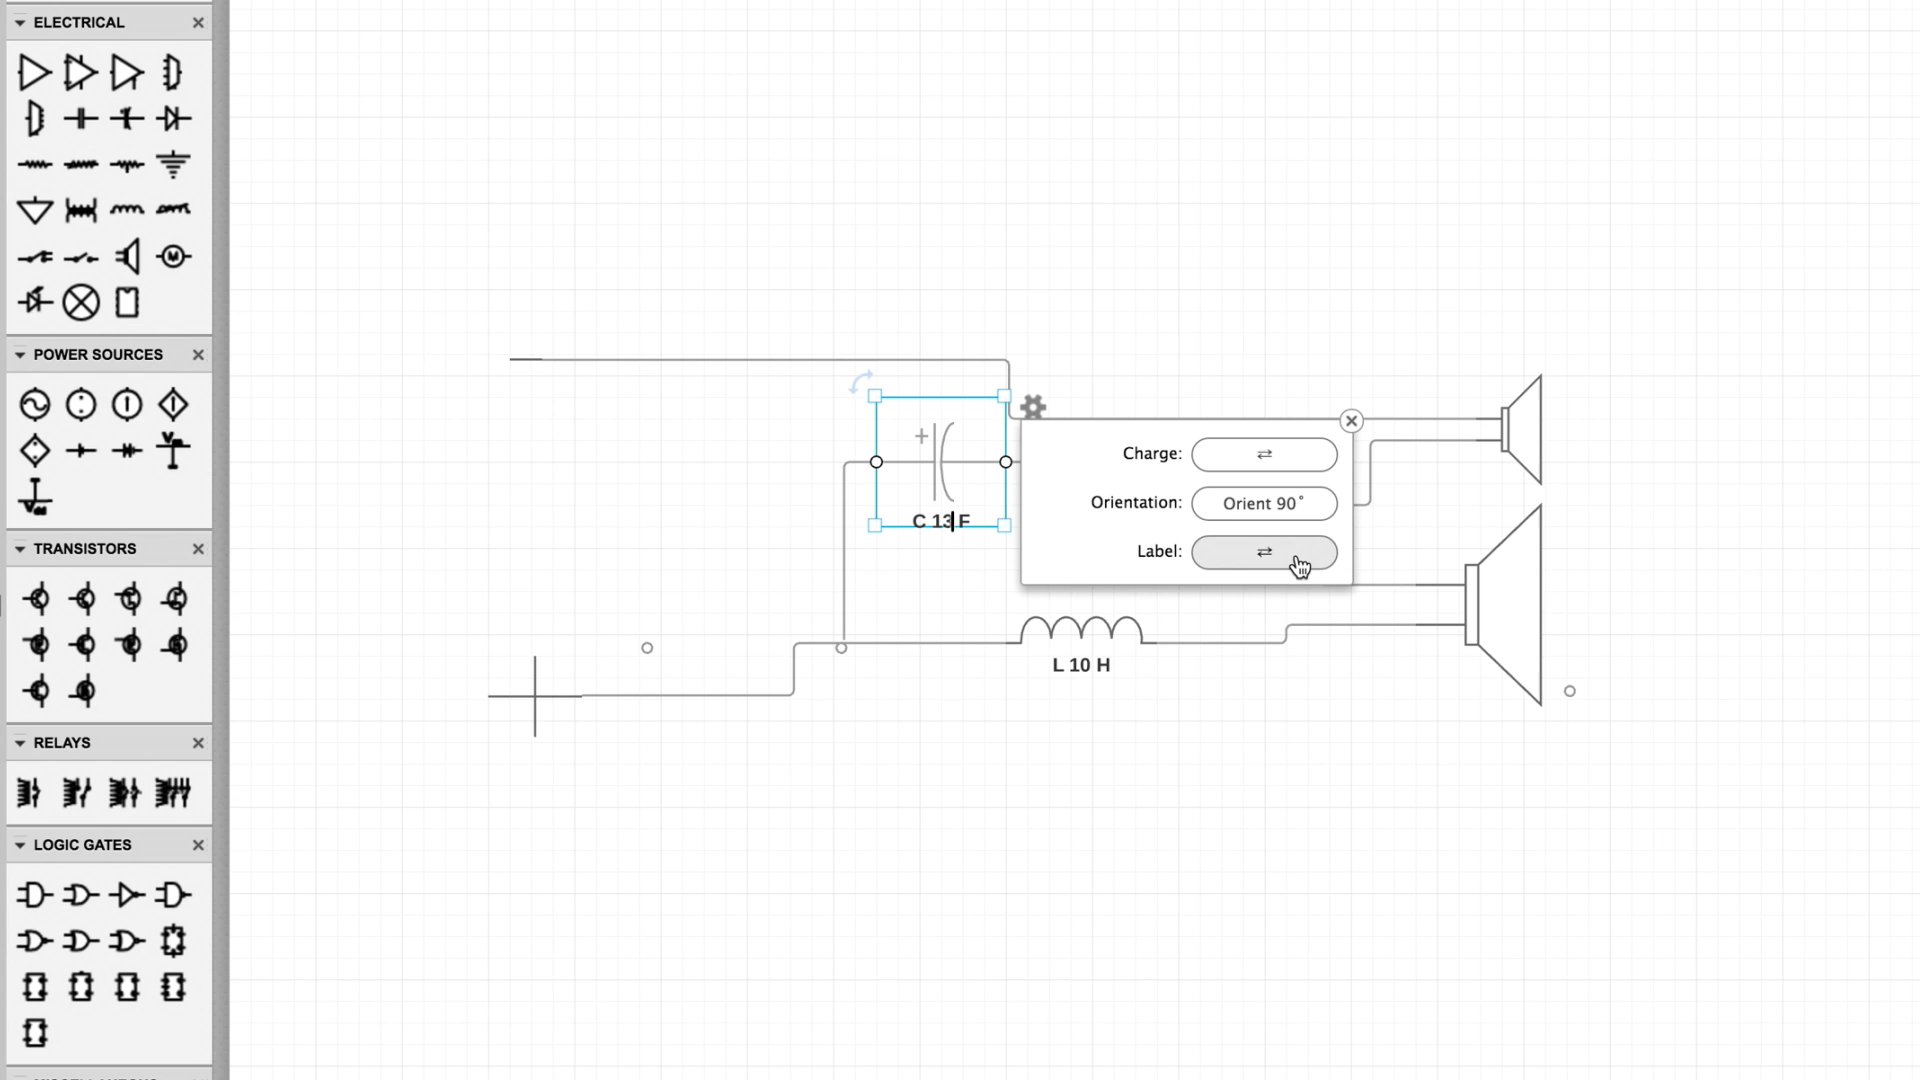 ELECTRICAL
M
POWER SOURCES
TRANSISTORS
RELAYS
LOGIC GATES
+
C 13 F
Charge:
Orientation: Orient 90°
Label:
L 10 H